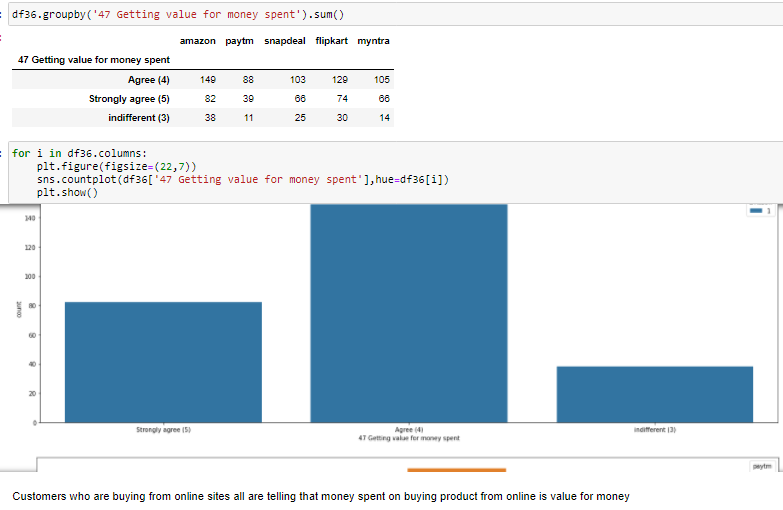 df36.groupby('47 Getting value for money spent').sum()
amazon paytm snapdeal flipkart myntra
47 Getting value for money spent
Agree (4) 149 88 103 129 105
Strongly agree (5) 82 39 66 74 66
indifferent (3) 38 11 25 30 14
for i in df36.columns:
plt.figure(figsize=(22,7))
sns.countplot(df36['47 Getting value for money spent'],hue=df36[i])
plt.show()
1
140
120
100
80
60
40
20
0
count
Strongly agree (5) Agree (4) indifferent (3)
47 Getting value for money spent
paytm
Customers who are buying from online sites all are telling that money spent on buying product from online is value for money